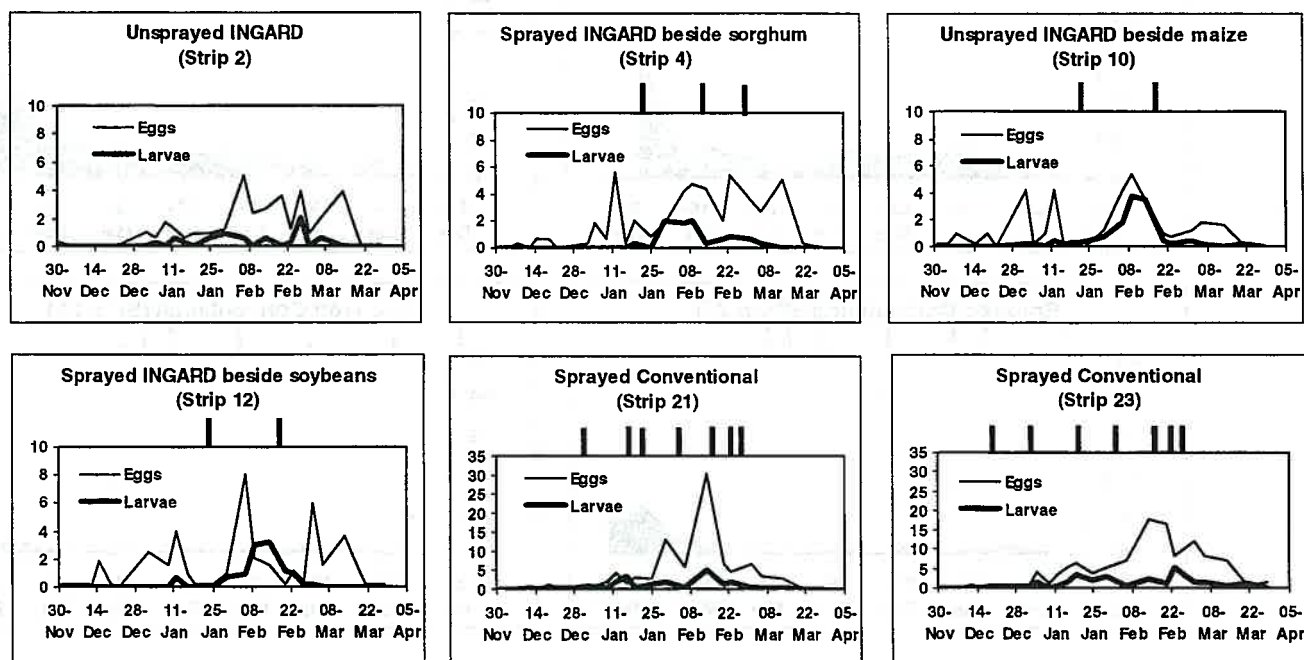 Unsprayed INGARD
(Strip 2)
10
8
6
4
2
0
Eggs
Larvae
30- 14- 28- 11- 25- 08- 22- 08- 22- 05-
Nov Dec Dec Jan Jan Feb Feb Mar Mar Apr
Sprayed INGARD beside sorghum
(Strip 4)
10
8
6
4
2
0
Eggs
Larvae
30- 14- 28- 11- 25- 08- 22- 08- 22- 05-
Nov Dec Dec Jan Jan Feb Feb Mar Mar Apr
Unsprayed INGARD beside maize
(Strip 10)
10
8
6
4
2
0
Eggs
Larvae
30- 14- 28- 11- 25- 08- 22- 08- 22- 05-
Nov Dec Dec Jan Jan Feb Feb Mar Mar Apr
Sprayed INGARD beside soybeans
(Strip 12)
10
8
6
4
2
0
Eggs
Larvae
30- 14- 28- 11- 25- 08- 22- 08- 22- 05-
Nov Dec Dec Jan Jan Feb Feb Mar Mar Apr
Sprayed Conventional
(Strip 21)
35
30
25
20
15
10
5
0
Eggs
Larvae
30- 14- 28- 11- 25- 08- 22- 08- 22- 05-
Nov Dec Dec Jan Jan Feb Feb Mar Mar Apr
Sprayed Conventional
(Strip 23)
35
30
25
20
15
10
5
0
Eggs
Larvae
30- 14- 28- 11- 25- 08- 22- 08- 22- 05-
Nov Dec Dec Jan Jan Feb Feb Mar Mar Apr